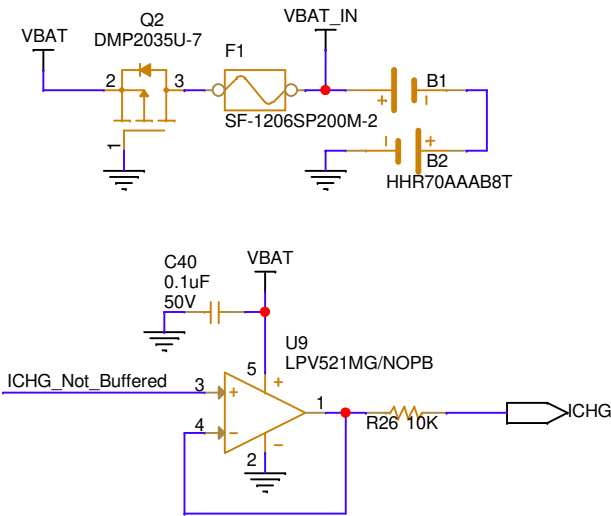 Q2
DMP2035U-7
VBAT
2
3
1
F1
SF-1206SP200M-2
VBAT_IN
+
-
B1
-
+
B2
HHR70AAAB8T
C40
0.1uF
50V
VBAT
U9
LPV521MG/NOPB
ICHG_Not_Buffered
3
+
5
+
1
4
-
2
-
R26 10K
ICHG